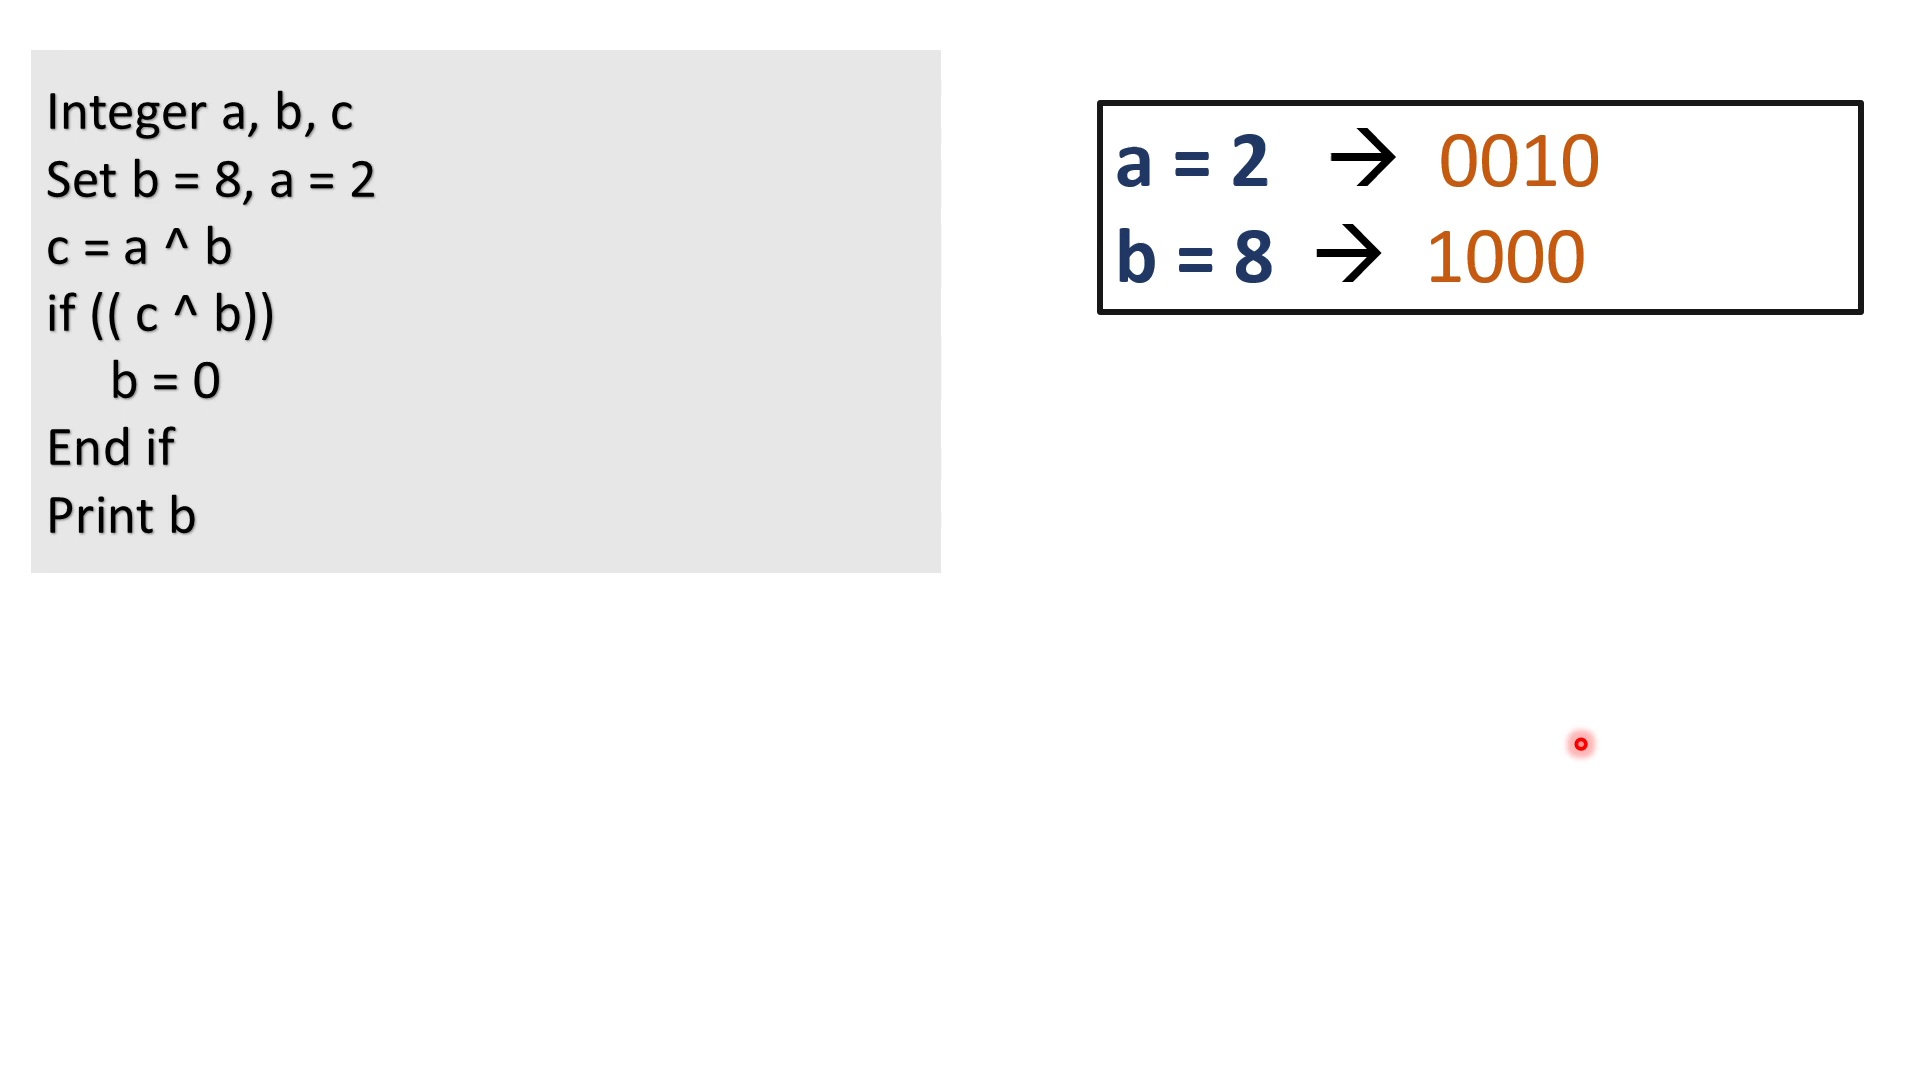 Integer a, b, c
Set b = 8, a = 2
c = a ^ b
if (( c ^ b))
b = 0
End if
Print b
a = 2 → 0010
b = 8 → 1000